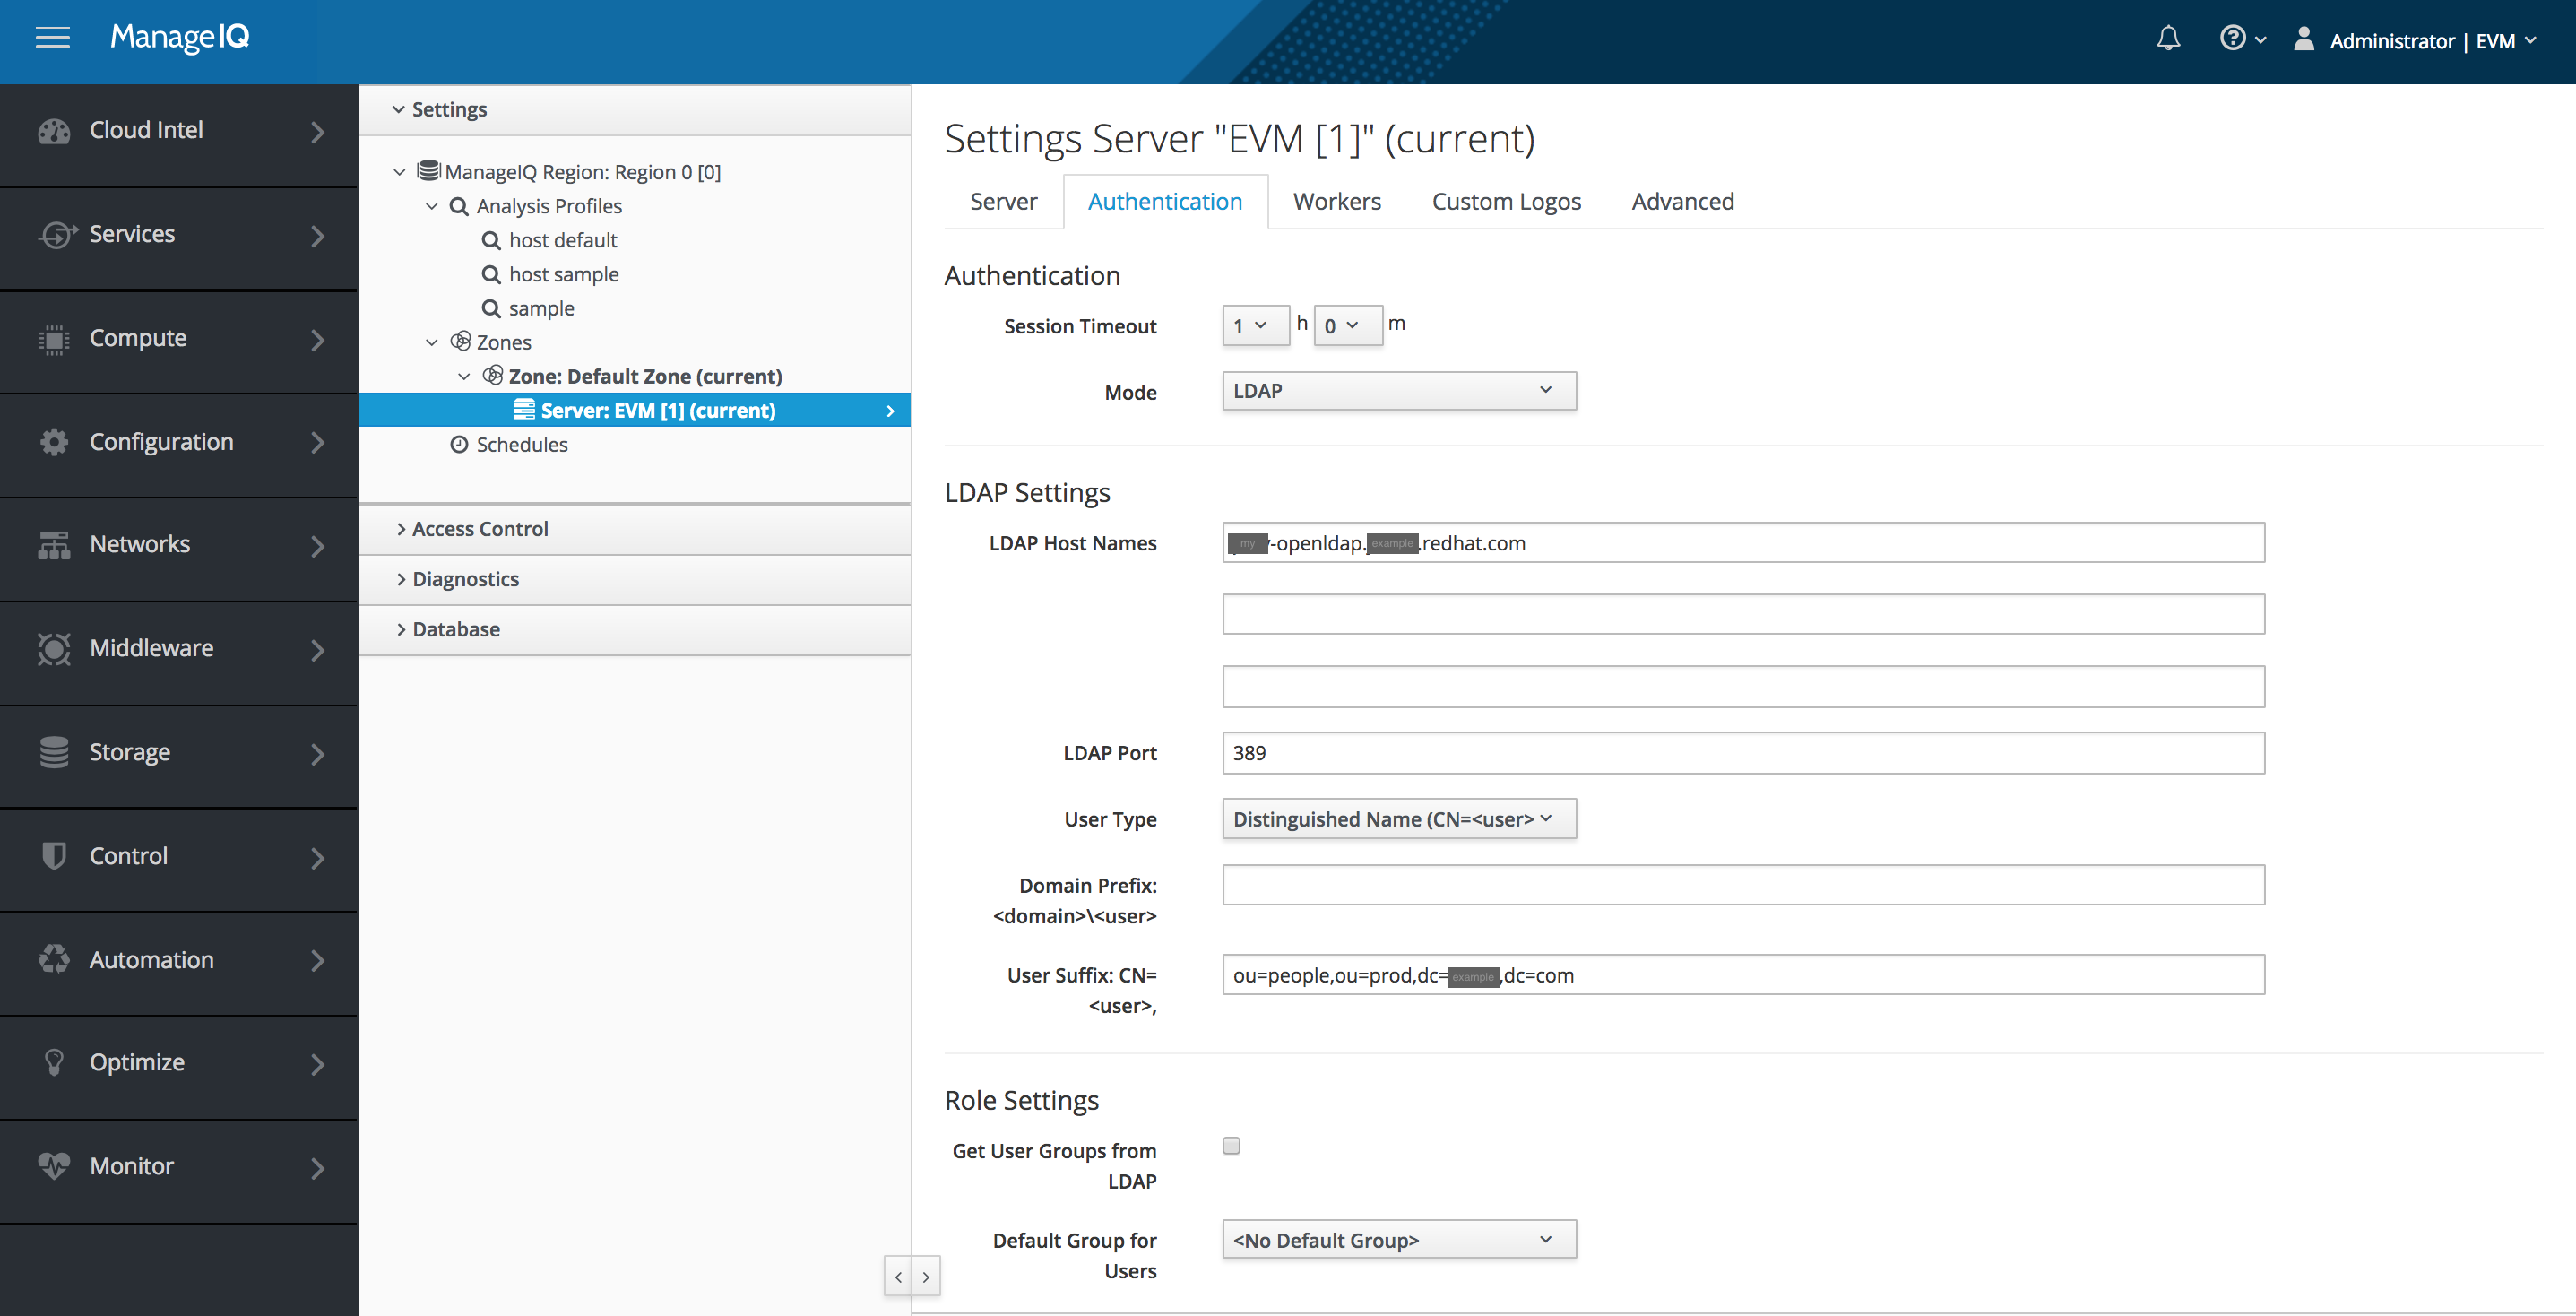 ManageIQ
Administrator | EVM
Cloud Intel
Services
Compute
Configuration
Networks
Middleware
Storage
Control
Automation
Optimize
Monitor
Settings
ManageIQ Region: Region 0 [0]
Analysis Profiles
host default
host sample
sample
Zones
Zone: Default Zone (current)
Server: EVM [1] (current)
Schedules
Access Control
Diagnostics
Database
Settings Server "EVM [1]" (current)
Server Authentication Workers Custom Logos Advanced
Authentication
Session Timeout 1 h 0 m
Mode LDAP
LDAP Settings
LDAP Host Names my -openldap. example .redhat.com
LDAP Port 389
User Type Distinguished Name (CN=<user>
Domain Prefix:
<domain>\<user>
User Suffix: CN= ou=people,ou=prod,dc= example ,dc=com
<user>,
Role Settings
Get User Groups from
LDAP
Default Group for <No Default Group>
Users